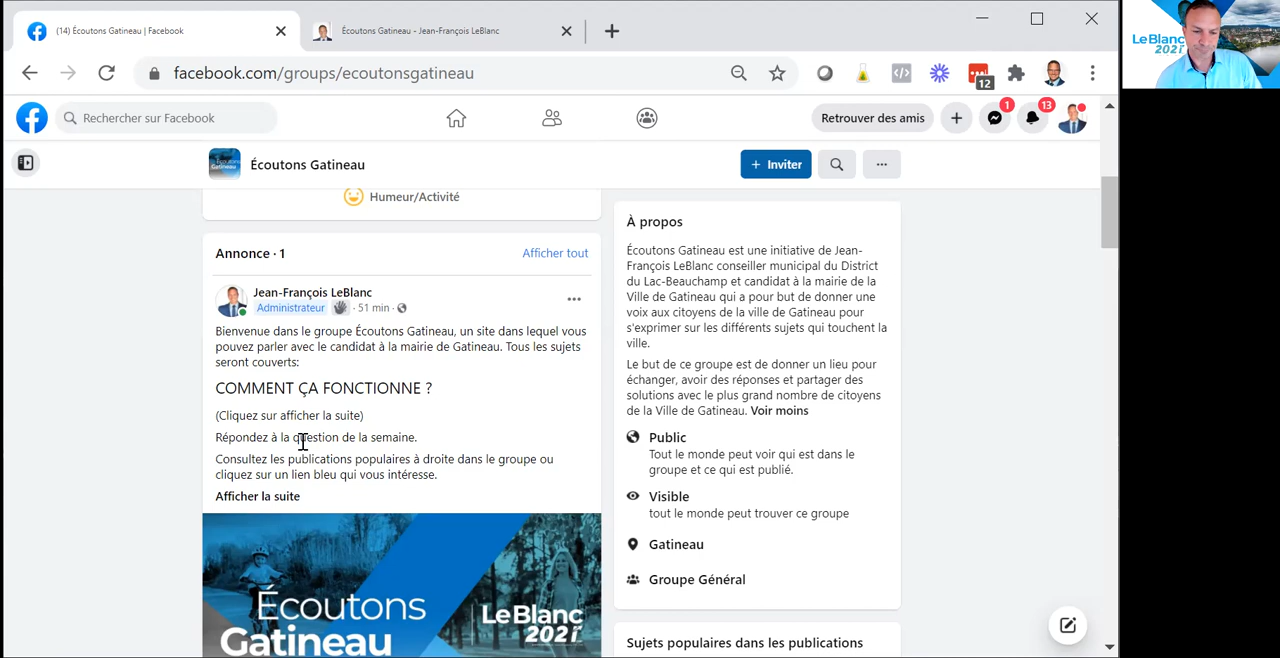 (14) Écoutons Gatineau | Facebook
Écoutons Gatineau - Jean-François LeBlanc
facebook.com/groups/ecoutonsgatineau
12
LeBlanc
2021
Rechercher sur Facebook
Retrouver des amis
1
13
Écoutons Gatineau
+ Inviter
Humeur/Activité
Annonce · 1
Afficher tout
Jean-François LeBlanc
Administrateur · 51 min ·
Bienvenue dans le groupe Écoutons Gatineau, un site dans lequel vous
pouvez parler avec le candidat à la mairie de Gatineau. Tous les sujets
seront couverts:
COMMENT ÇA FONCTIONNE ?
(Cliquez sur afficher la suite)
Répondez à la question de la semaine.
Consultez les publications populaires à droite dans le groupe ou
cliquez sur un lien bleu qui vous intéresse.
Afficher la suite
Écoutons
Gatineau
LeBlanc
2021
À propos
Écoutons Gatineau est une initiative de Jean-
François LeBlanc conseiller municipal du District
du Lac-Beauchamp et candidat à la mairie de la
Ville de Gatineau qui a pour but de donner une
voix aux citoyens de la ville de Gatineau pour
s'exprimer sur les différents sujets qui touchent la
ville.
Le but de ce groupe est de donner un lieu pour
échanger, avoir des réponses et partager des
solutions avec le plus grand nombre de citoyens
de la Ville de Gatineau. Voir moins
Public
Tout le monde peut voir qui est dans le
groupe et ce qui est publié.
Visible
tout le monde peut trouver ce groupe
Gatineau
Groupe Général
Sujets populaires dans les publications